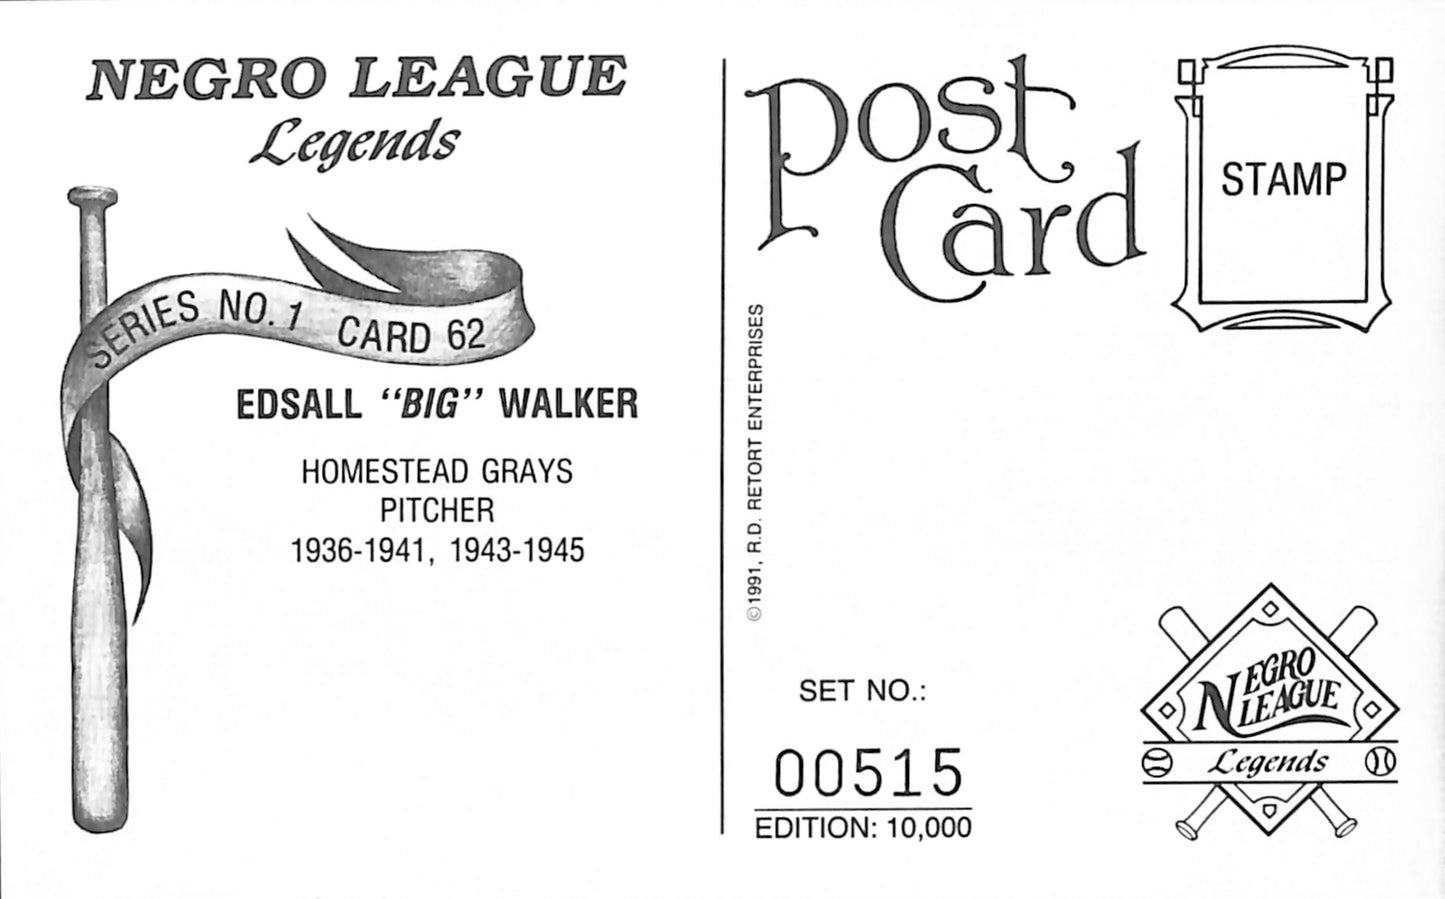 NEGRO LEAGUE
Legends
SERIES NO. 1 CARD 62
EDSALL “BIG” WALKER
HOMESTEAD GRAYS
PITCHER
1936-1941, 1943-1945
post
Card
STAMP
©1991, R.D. RETORT ENTERPRISES
SET NO.:
00515
EDITION: 10,000
NEGRO
LEAGUE
Legends